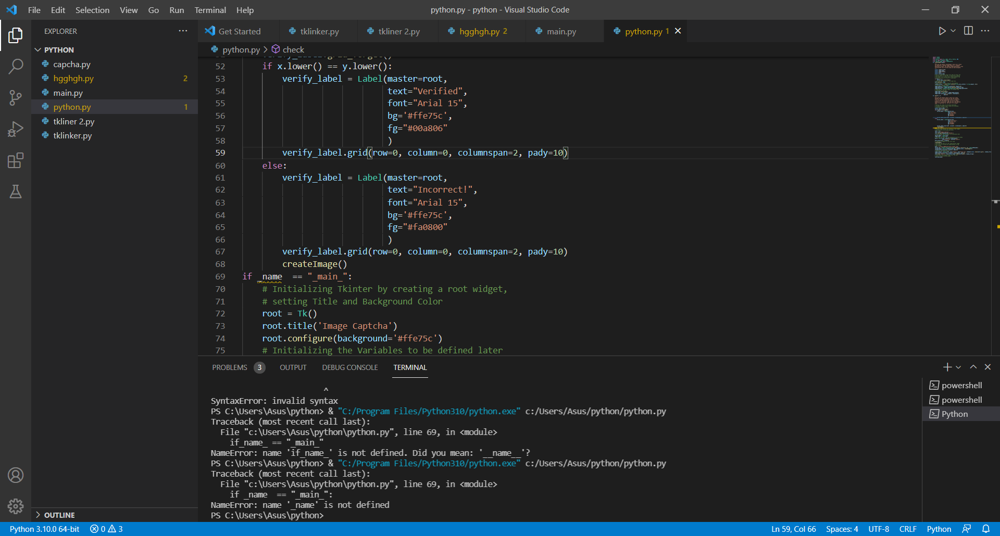 File Edit Selection View Go Run Terminal Help
python.py - python - Visual Studio Code
EXPLORER
PYTHON
capcha.py
hgghgh.py 2
main.py
python.py 1
tkliner 2.py
tklinker.py
OUTLINE
Get Started tklinker.py tkliner 2.py hgghgh.py 2 main.py python.py 1
python.py > check
52 if x.lower() == y.lower():
53 verify_label = Label(master=root,
54 text="Verified",
55 font="Arial 15",
56 bg='#ffe75c',
57 fg="#00a806"
58 )
59 verify_label.grid(row=0, column=0, columnspan=2, pady=10)
60 else:
61 verify_label = Label(master=root,
62 text="Incorrect!",
63 font="Arial 15",
64 bg='#ffe75c',
65 fg="#fa0800"
66 )
67 verify_label.grid(row=0, column=0, columnspan=2, pady=10)
68 createImage()
69 if _name  == "_main_":
70 # Initializing Tkinter by creating a root widget,
71 # setting Title and Background Color
72 root = Tk()
73 root.title('Image Captcha')
74 root.configure(background='#ffe75c')
75 # Initializing the Variables to be defined later
PROBLEMS 3 OUTPUT DEBUG CONSOLE TERMINAL
^
SyntaxError: invalid syntax
PS C:\Users\Asus\python> & "C:/Program Files/Python310/python.exe" c:/Users/Asus/python/python.py
Traceback (most recent call last):
File "c:\Users\Asus\python\python.py", line 69, in <module>
if_name_ == "_main_"
NameError: name 'if_name_' is not defined. Did you mean: '__name__'?
PS C:\Users\Asus\python> & "C:/Program Files/Python310/python.exe" c:/Users/Asus/python/python.py
Traceback (most recent call last):
File "c:\Users\Asus\python\python.py", line 69, in <module>
if _name  == "_main_":
NameError: name '_name' is not defined
PS C:\Users\Asus\python>
powershell
powershell
Python
Python 3.10.0 64-bit 0 3
Ln 59, Col 66 Spaces: 4 UTF-8 CRLF Python